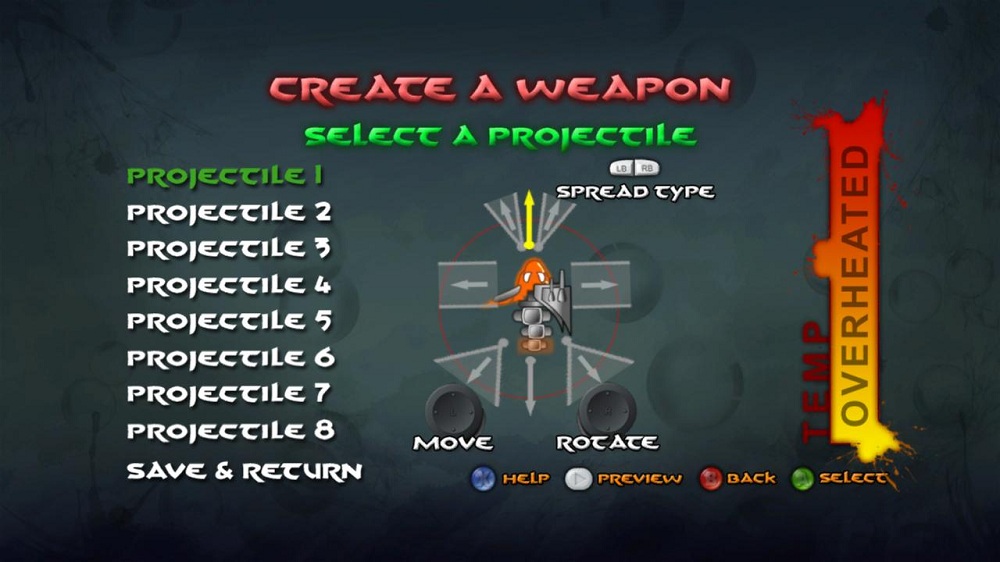 CREATE A WEAPON
SELECT A PROJECTILE
PROJECTILE 1
PROJECTILE 2
PROJECTILE 3
PROJECTILE 4
PROJECTILE 5
PROJECTILE 6
PROJECTILE 7
PROJECTILE 8
SAVE & RETURN
LB RB
SPREAD TYPE
MOVE
ROTATE
HELP
PREVIEW
BACK
SELECT
TEMP
OVERHEATED